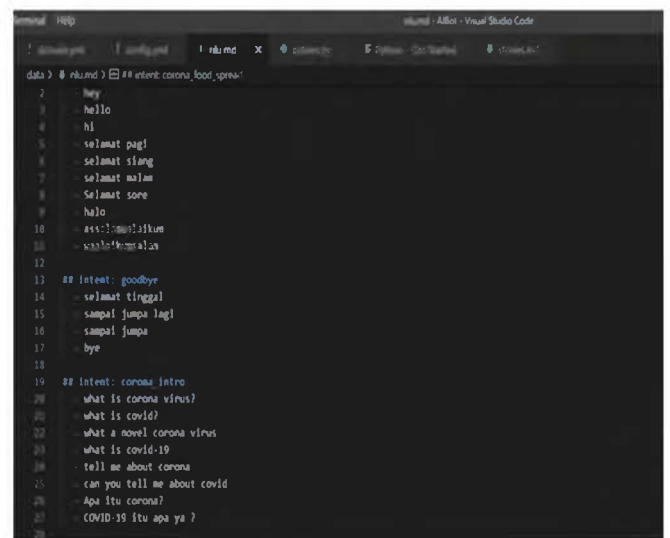 Help
nlu.md - AIBot - Visual Studio Code
nlu.md X
data > nlu.md > ## intent: corona_food_spread
2 - hey
3 - hello
4 - hi
5 - selamat pagi
6 - selamat siang
7 - selamat malam
8 - Selamat sore
9 - halo
10 - assalamualaikum
11 - waalaikumsalam
12
13 ## intent: goodbye
14 - selamat tinggal
15 - sampai jumpa lagi
16 - sampai jumpa
17 - bye
18
19 ## intent: corona_intro
20 - what is corona virus?
21 - what is covid?
22 - what a novel corona virus
23 - what is covid-19
24 - tell me about corona
25 - can you tell me about covid
26 - Apa itu corona?
27 - COVID-19 itu apa ya ?
28